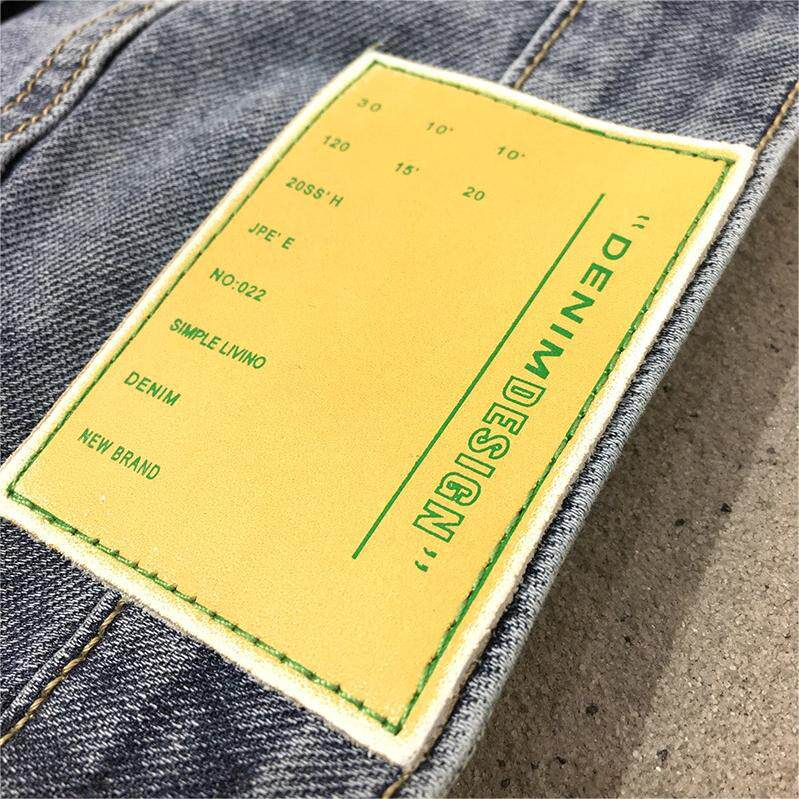 30 10' 10'
120 15' 20
20SS' H
JPE' E
NO:022
SIMPLE LIVINO
DENIM
NEW BRAND
"DENIMDESIGN"